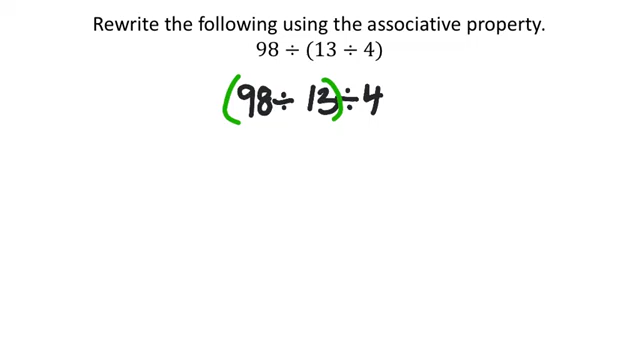 Rewrite the following using the associative property.
98 ÷ (13 ÷ 4)
(98 ÷ 13) ÷ 4